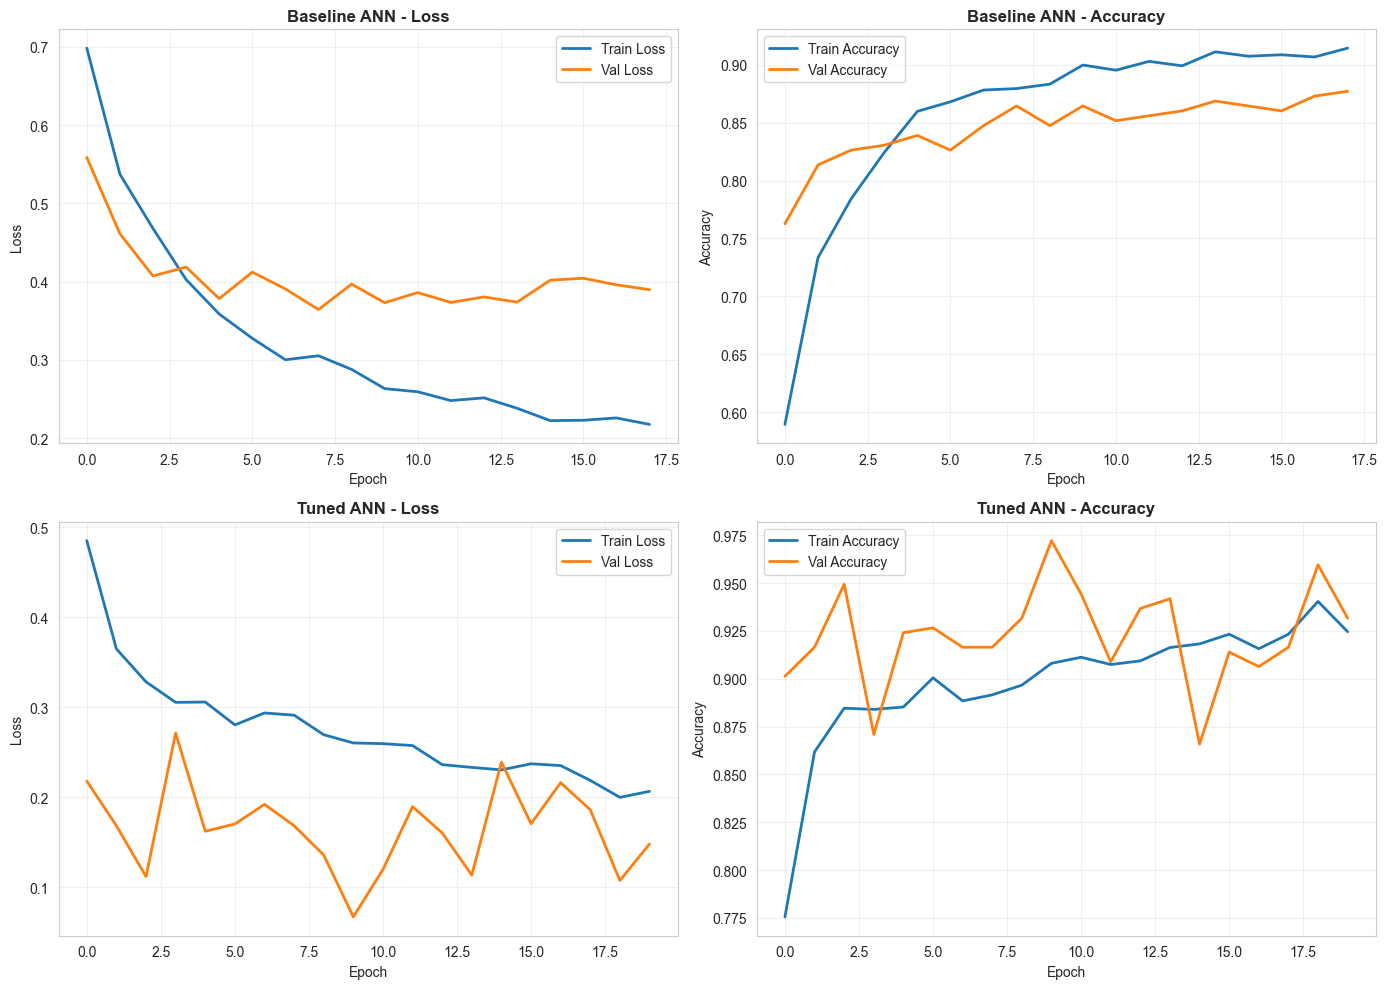 Baseline ANN - Loss
Train Loss
Val Loss
Loss
0.7
0.6
0.5
0.4
0.3
0.2
0.0 2.5 5.0 7.5 10.0 12.5 15.0 17.5
Epoch
Baseline ANN - Accuracy
Train Accuracy
Val Accuracy
Accuracy
0.90
0.85
0.80
0.75
0.70
0.65
0.60
0.0 2.5 5.0 7.5 10.0 12.5 15.0 17.5
Epoch
Tuned ANN - Loss
Train Loss
Val Loss
Loss
0.5
0.4
0.3
0.2
0.1
0.0 2.5 5.0 7.5 10.0 12.5 15.0 17.5
Epoch
Tuned ANN - Accuracy
Train Accuracy
Val Accuracy
Accuracy
0.975
0.950
0.925
0.900
0.875
0.850
0.825
0.800
0.775
0.0 2.5 5.0 7.5 10.0 12.5 15.0 17.5
Epoch